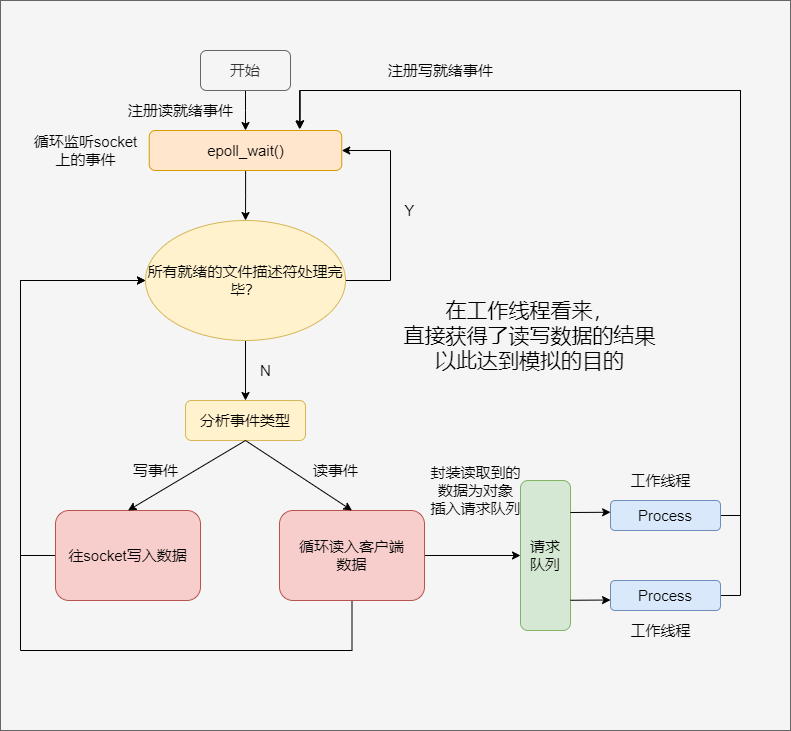 开始
注册写就绪事件
注册读就绪事件
循环监听socket
上的事件
epoll_wait()
Y
所有就绪的文件描述符处理完
毕?
在工作线程看来，
直接获得了读写数据的结果
以此达到模拟的目的
N
分析事件类型
写事件
读事件
封装读取到的
数据为对象
插入请求队列
工作线程
Process
往socket写入数据
循环读入客户端
数据
请求
队列
Process
工作线程